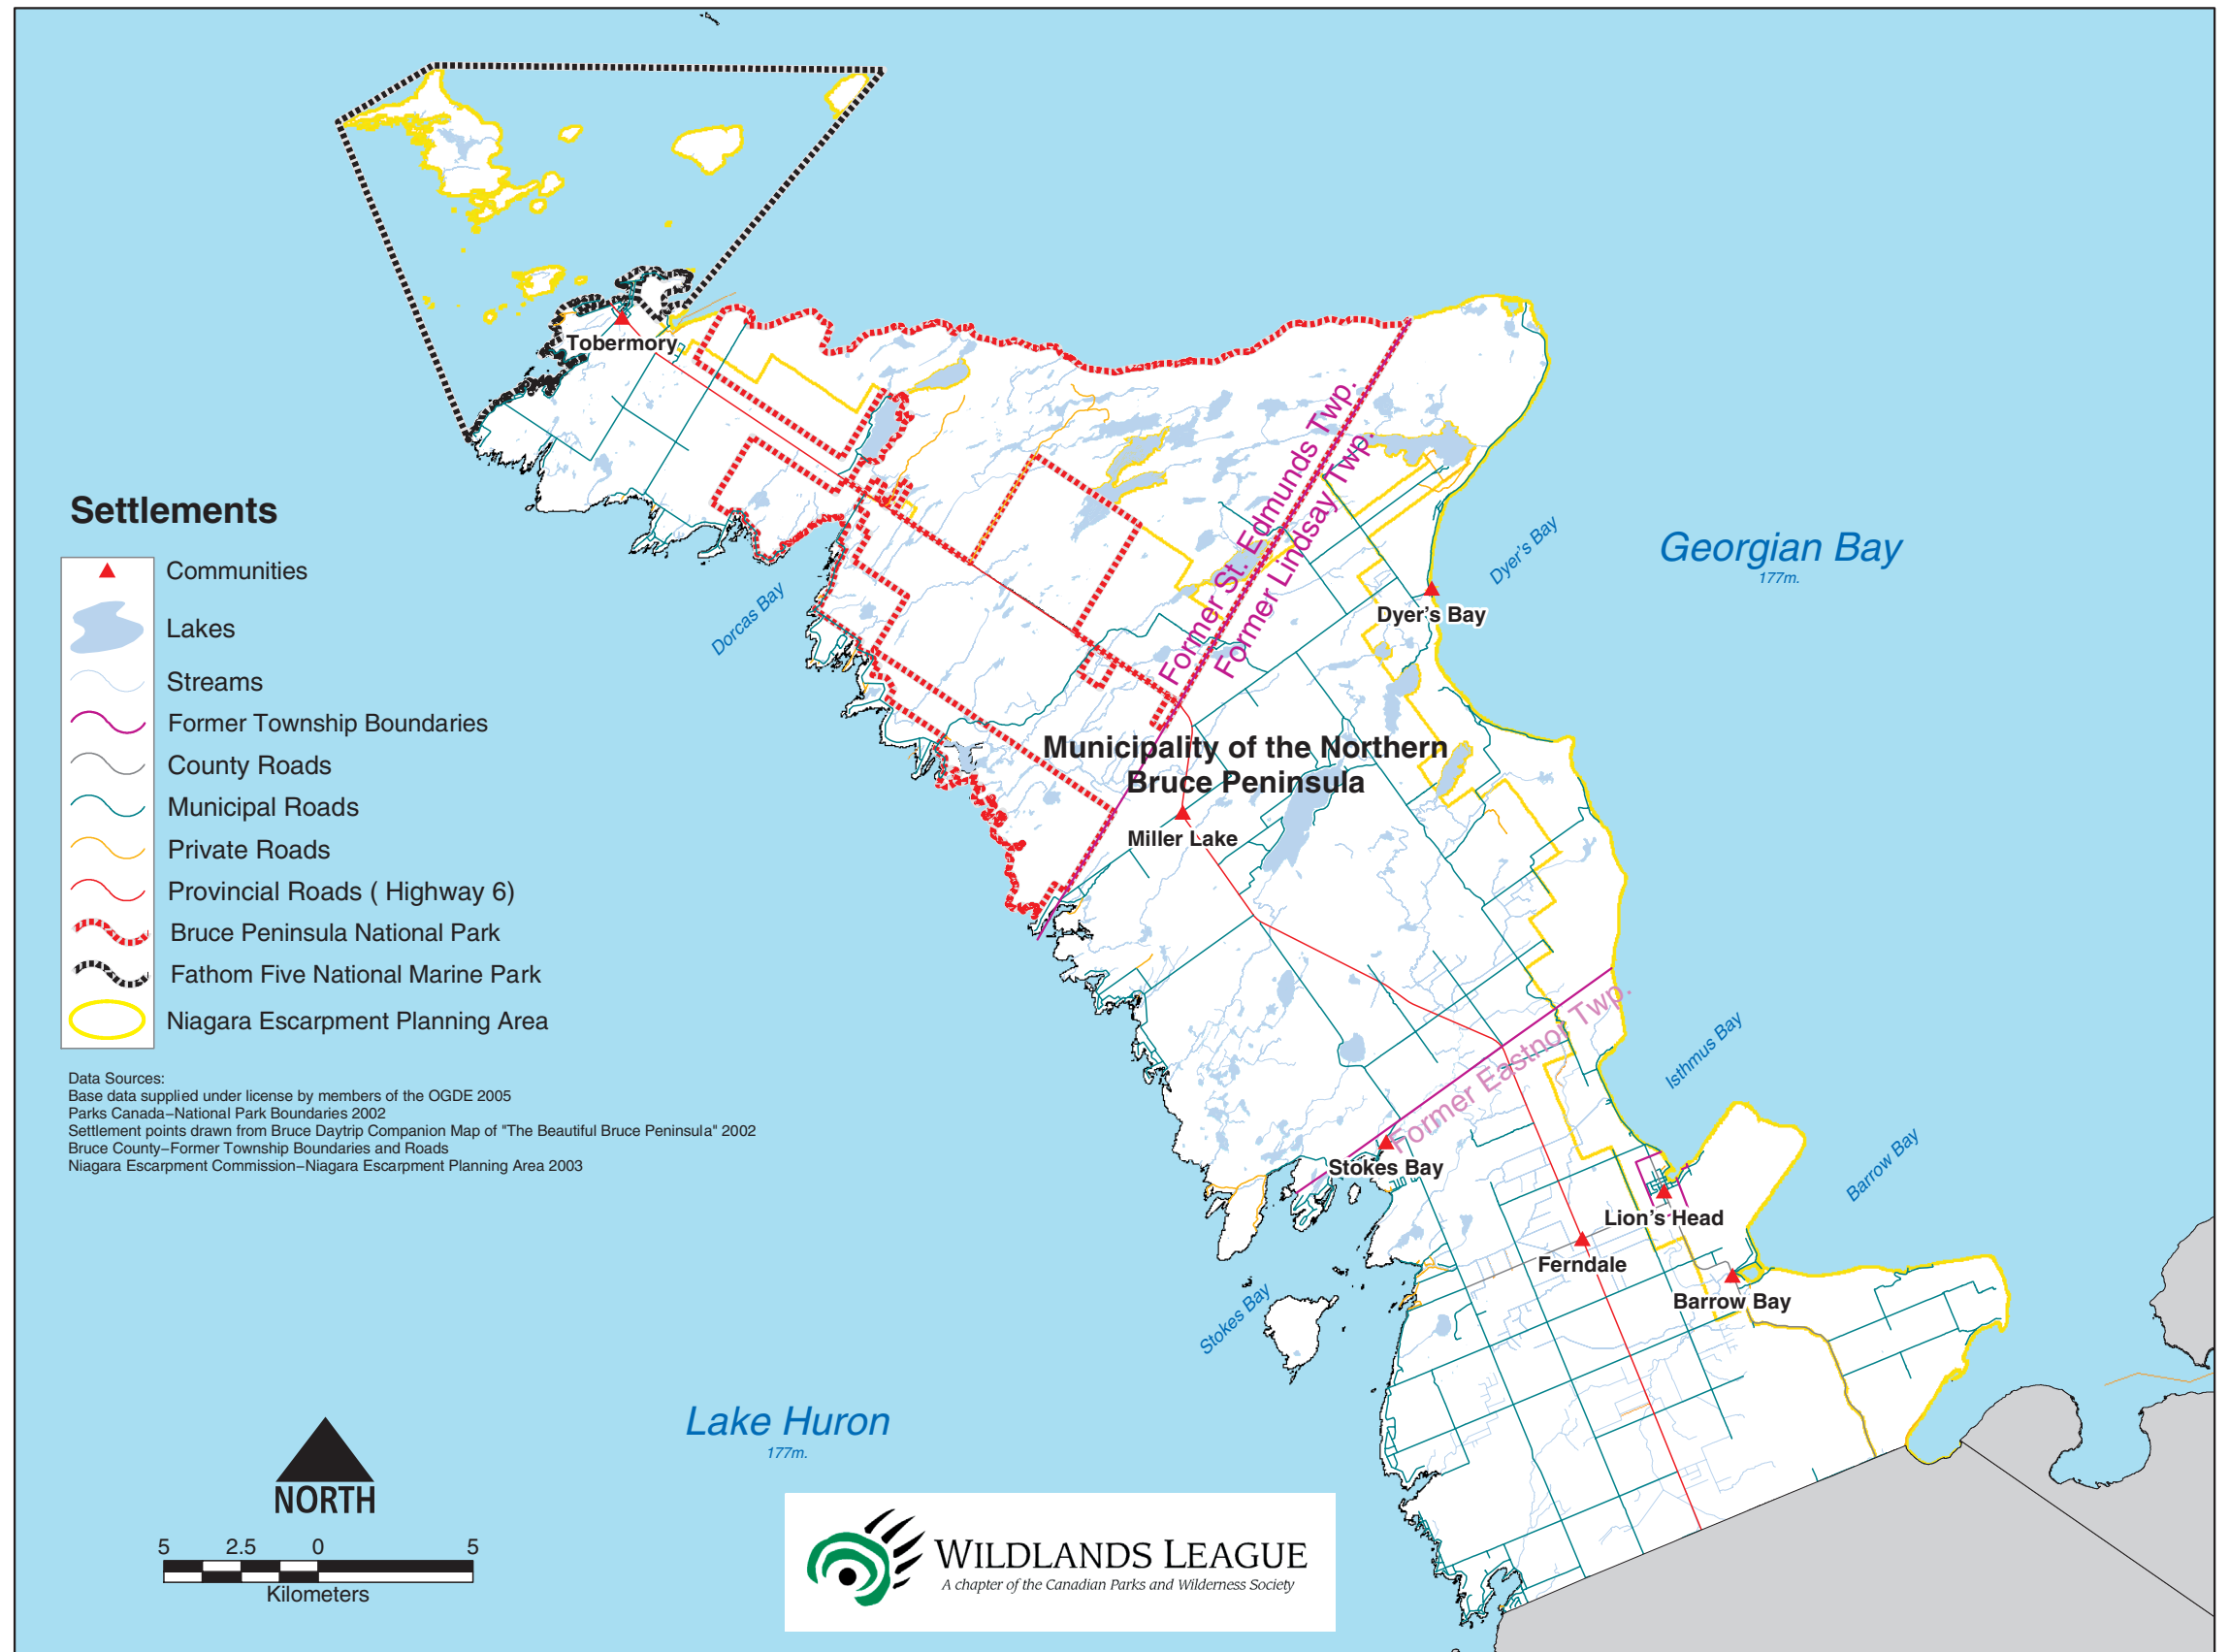 Tobermory
Former St. Edmunds Twp.
Former Lindsay Twp.
Dyer's Bay
Georgian Bay
177m.
Dyer's Bay
Dorcas Bay
Settlements
Communities
Lakes
Streams
Former Township Boundaries
County Roads
Municipal Roads
Private Roads
Provincial Roads ( Highway 6)
Bruce Peninsula National Park
Fathom Five National Marine Park
Niagara Escarpment Planning Area
Municipality of the Northern
Bruce Peninsula
Miller Lake
Former Eastnor Twp.
Isthmus Bay
Barrow Bay
Stokes Bay
Lion's Head
Ferndale
Barrow Bay
Stokes Bay
Data Sources:
Base data supplied under license by members of the OGDE 2005
Parks Canada–National Park Boundaries 2002
Settlement points drawn from Bruce Daytrip Companion Map of "The Beautiful Bruce Peninsula" 2002
Bruce County–Former Township Boundaries and Roads
Niagara Escarpment Commission–Niagara Escarpment Planning Area 2003
Lake Huron
177m.
NORTH
5 2.5 0 5
Kilometers
WILDLANDS LEAGUE
A chapter of the Canadian Parks and Wilderness Society